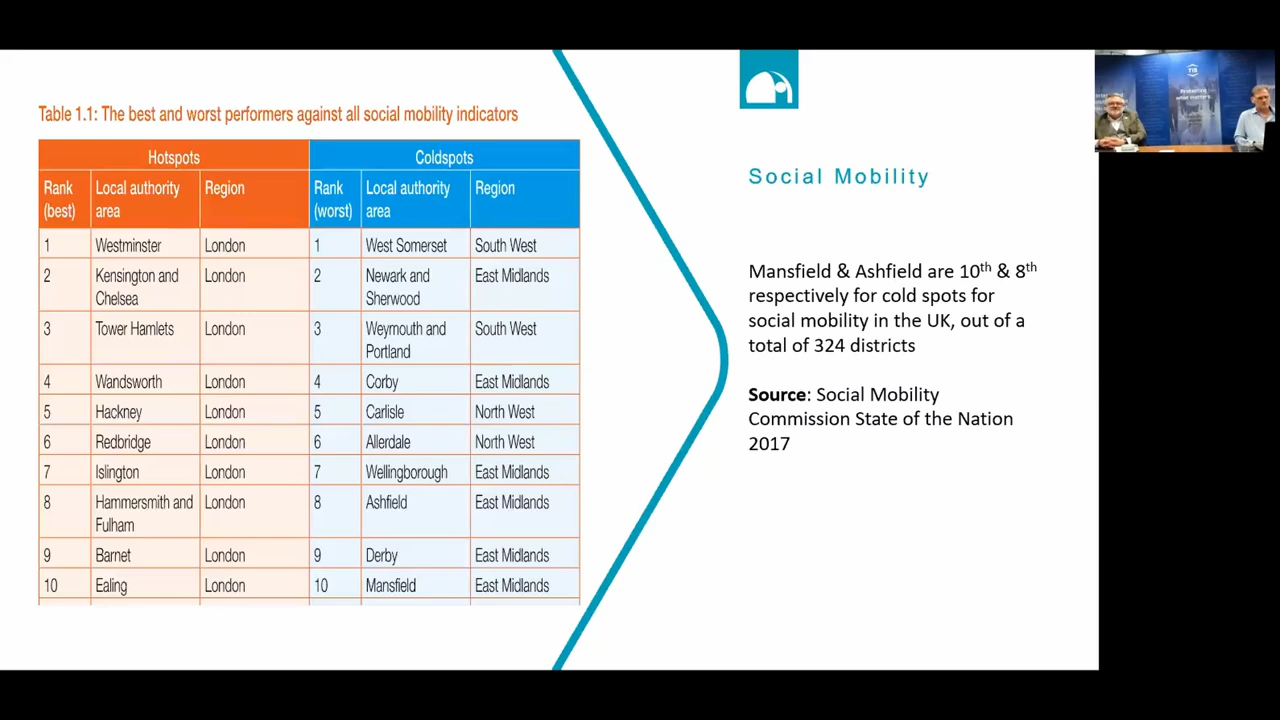 Table 1.1: The best and worst performers against all social mobility indicators
Hotspots Coldspots
Rank (best) Local authority area Region Rank (worst) Local authority area Region
1 Westminster London 1 West Somerset South West
2 Kensington and Chelsea London 2 Newark and Sherwood East Midlands
3 Tower Hamlets London 3 Weymouth and Portland South West
4 Wandsworth London 4 Corby East Midlands
5 Hackney London 5 Carlisle North West
6 Redbridge London 6 Allerdale North West
7 Islington London 7 Wellingborough East Midlands
8 Hammersmith and Fulham London 8 Ashfield East Midlands
9 Barnet London 9 Derby East Midlands
10 Ealing London 10 Mansfield East Midlands
Social Mobility
Mansfield & Ashfield are 10th & 8th
respectively for cold spots for
social mobility in the UK, out of a
total of 324 districts
Source: Social Mobility
Commission State of the Nation
2017
TIS
Protecting
what matters